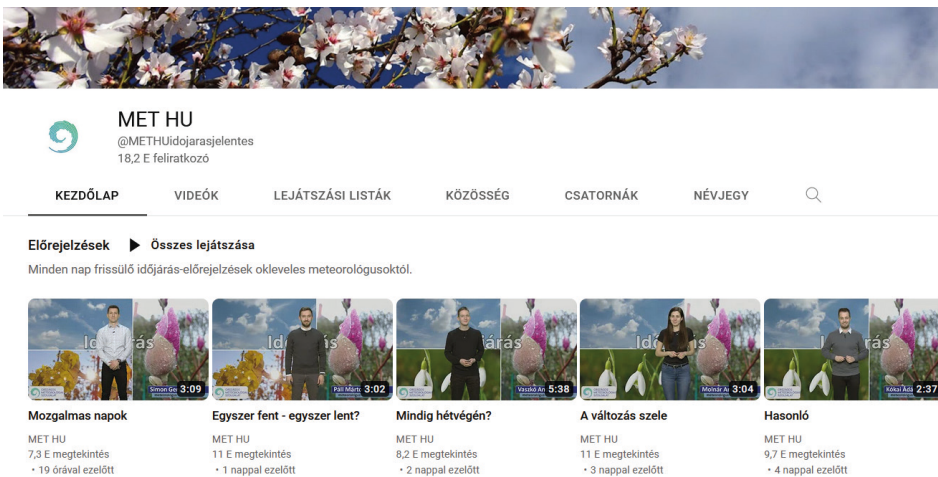 MET HU
@METHUidojarasjelentes
18,2 E feliratkozó
KEZDŐLAP VIDEÓK LEJÁTSZÁSI LISTÁK KÖZÖSSÉG CSATORNÁK NÉVJEGY
Előrejelzések Összes lejátszása
Minden nap frissülő időjárás-előrejelzések okleveles meteorológusoktól.
3:09 3:02 5:38 3:04 2:37
Mozgalmas napok Egyszer fent - egyszer lent? Mindig hétvégén? A változás szele Hasonló
MET HU MET HU MET HU MET HU MET HU
7,3 E megtekintés 11 E megtekintés 8,2 E megtekintés 11 E megtekintés 9,7 E megtekintés
• 19 órával ezelőtt • 1 nappal ezelőtt • 2 nappal ezelőtt • 3 nappal ezelőtt • 4 nappal ezelőtt